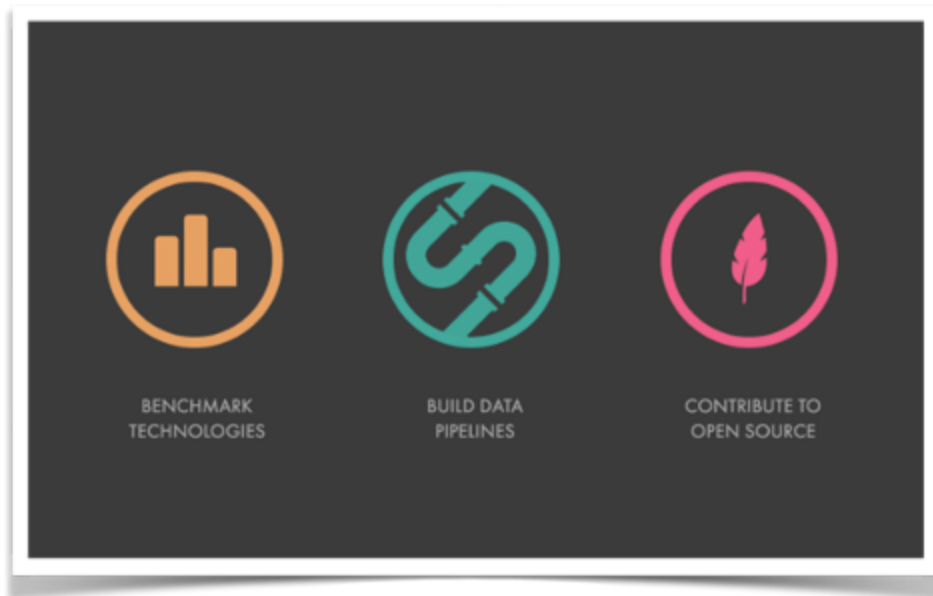 BENCHMARK
TECHNOLOGIES
BUILD DATA
PIPELINES
CONTRIBUTE TO
OPEN SOURCE